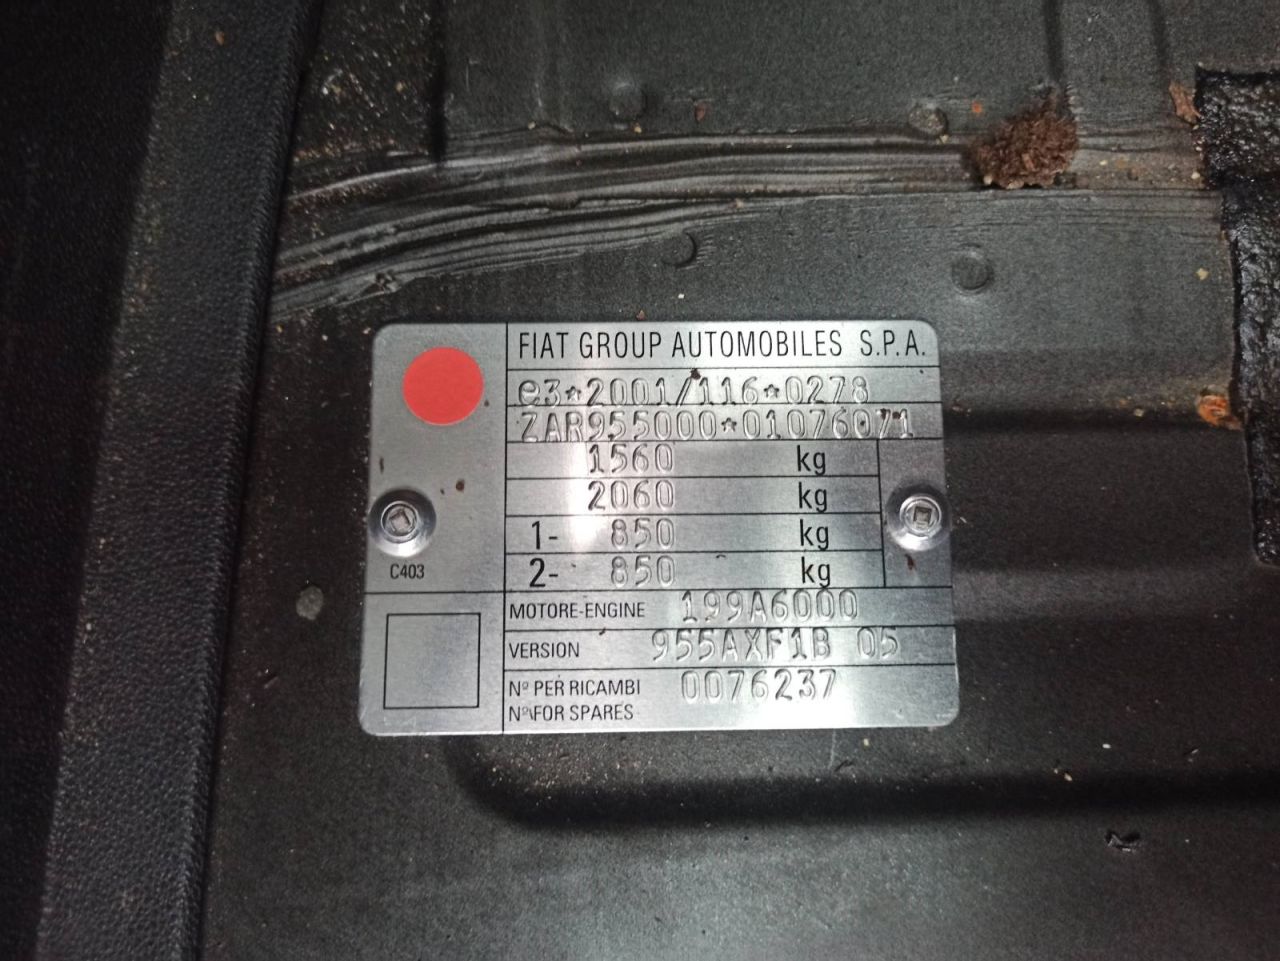 FIAT GROUP AUTOMOBILES S.P.A.
e3*2001/116*0278
ZAR955000*01076071
1560 kg
2060 kg
1- 850 kg
2- 850 kg
C403
MOTORE-ENGINE 199A6000
VERSION 955AXF1B 05
Nº PER RICAMBI 0076237
Nº FOR SPARES